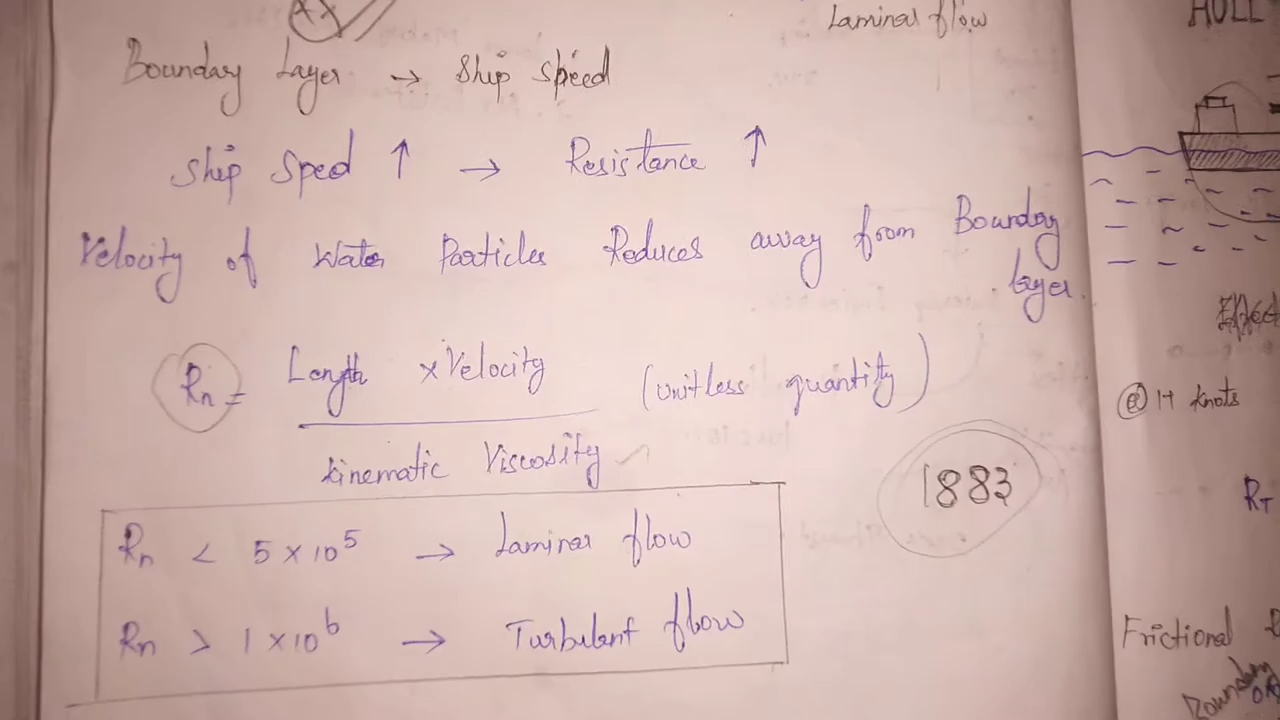 Laminar flow
Boundary Layer → Ship Speed
Ship Speed ↑ → Resistance ↑
Velocity of Water Particles Reduces away from Boundary
layer.
Rn = Length × Velocity (Unitless quantity)
Kinematic Viscosity
1883
Rn < 5 × 10^5 → Laminar flow
Rn > 1 × 10^6 → Turbulent flow
HULL
Effect
@ 14 Knots
RT
Frictional
Boundary